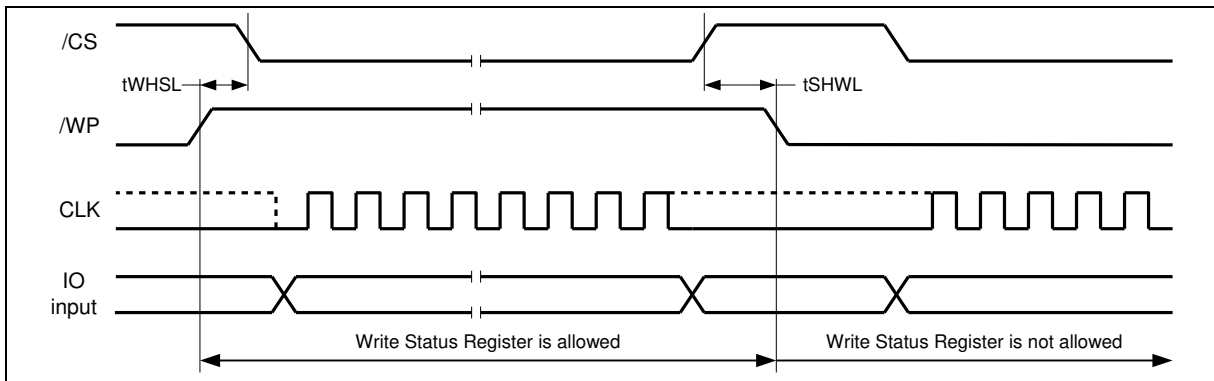 /CS
tWHSL
tSHWL
/WP
CLK
IO
input
Write Status Register is allowed
Write Status Register is not allowed